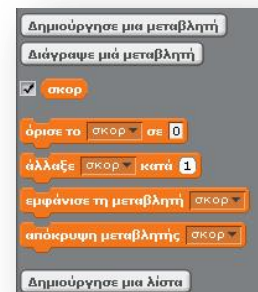 Δημιούργησε μια μεταβλητή
Διάγραψε μιά μεταβλητή
σκορ
όρισε το σκορ σε 0
άλλαξε σκορ κατά 1
εμφάνισε τη μεταβλητή σκορ
απόκρυψη μεταβλητής σκορ
Δημιούργησε μια λίστα